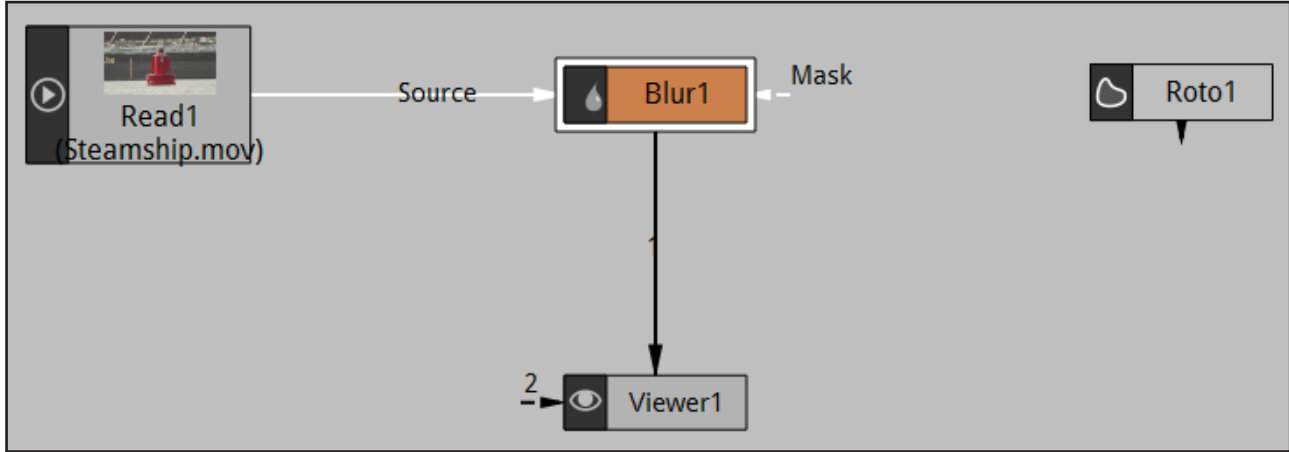 Read1
(Steamship.mov)
Source
Blur1
Mask
Roto1
1
2
Viewer1